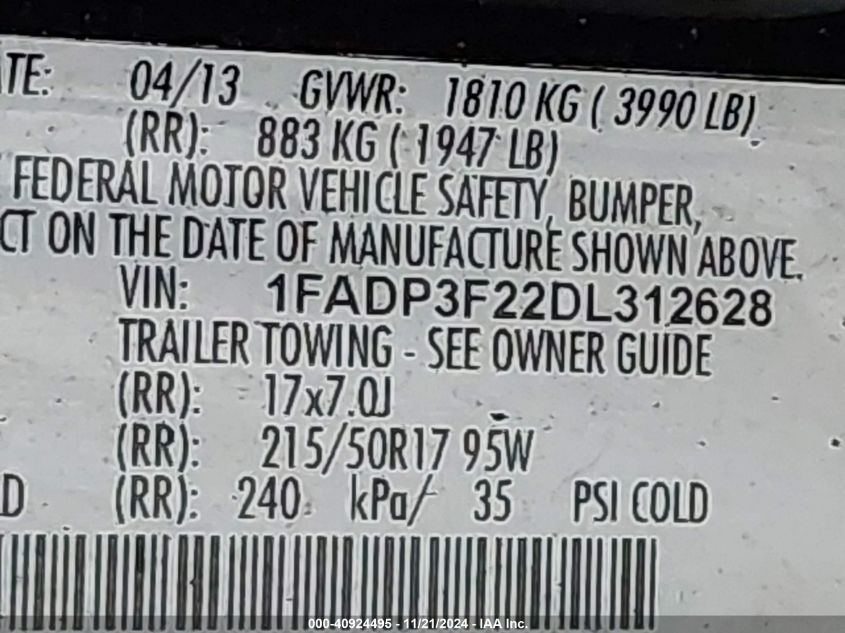 ATE: 04/13 GVWR: 1810 KG ( 3990 LB)
(RR): 883 KG ( 1947 LB)
FEDERAL MOTOR VEHICLE SAFETY, BUMPER,
CT ON THE DATE OF MANUFACTURE SHOWN ABOVE.
VIN: 1FADP3F22DL312628
TRAILER TOWING - SEE OWNER GUIDE
(RR): 17x7.0J
(RR): 215/50R17 95W
D (RR): 240 kPa/ 35 PSI COLD
000-40924495 - 11/21/2024 - IAA Inc.